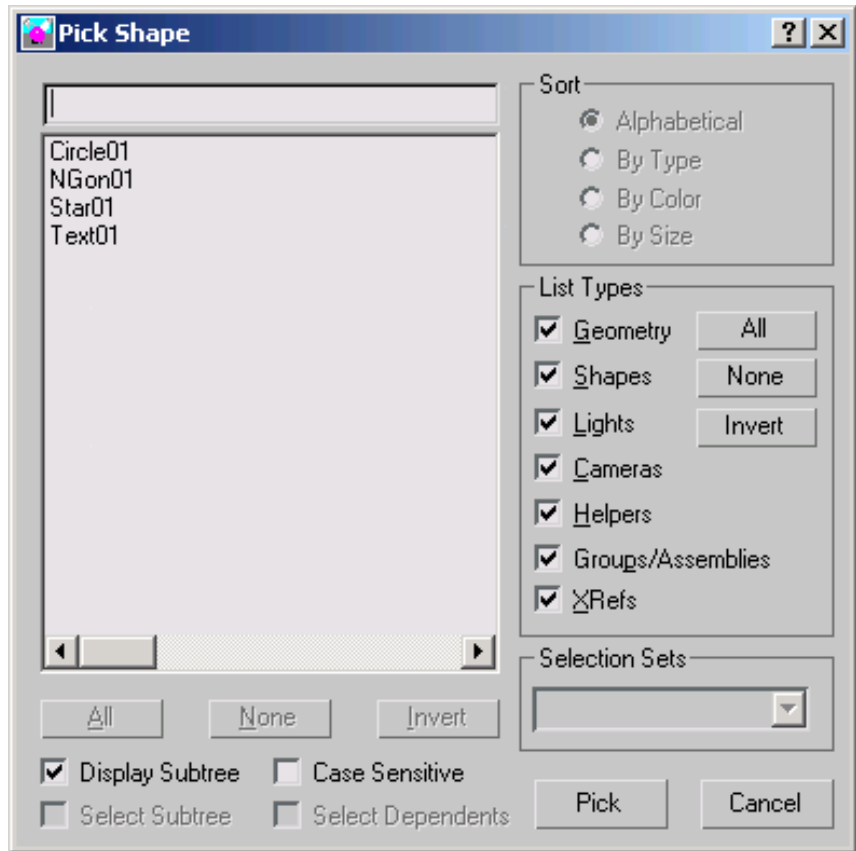 Pick Shape
Circle01
NGon01
Star01
Text01
All None Invert
Display Subtree Case Sensitive
Select Subtree Select Dependents
Sort
Alphabetical
By Type
By Color
By Size
List Types
Geometry All
Shapes None
Lights Invert
Cameras
Helpers
Groups/Assemblies
XRefs
Selection Sets
Pick Cancel